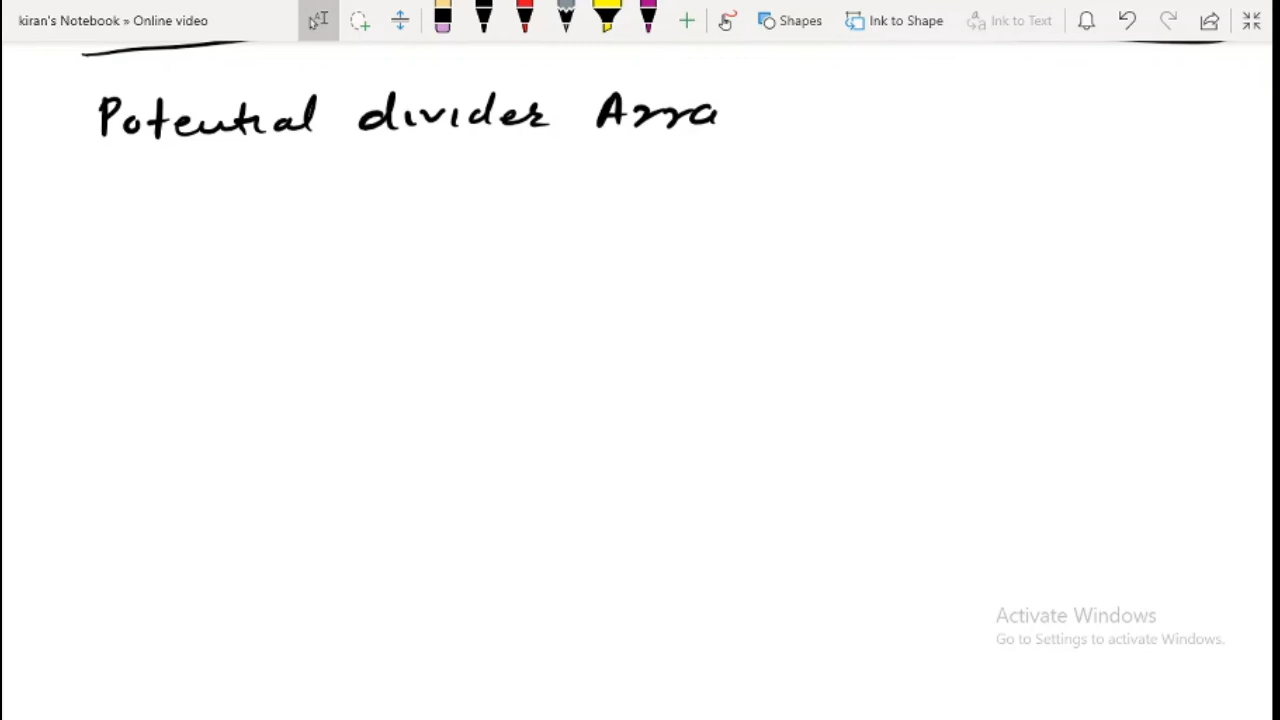 kiran's Notebook » Online video Shapes Ink to Shape Ink to Text
Potential divider Arra
Activate Windows
Go to Settings to activate Windows.